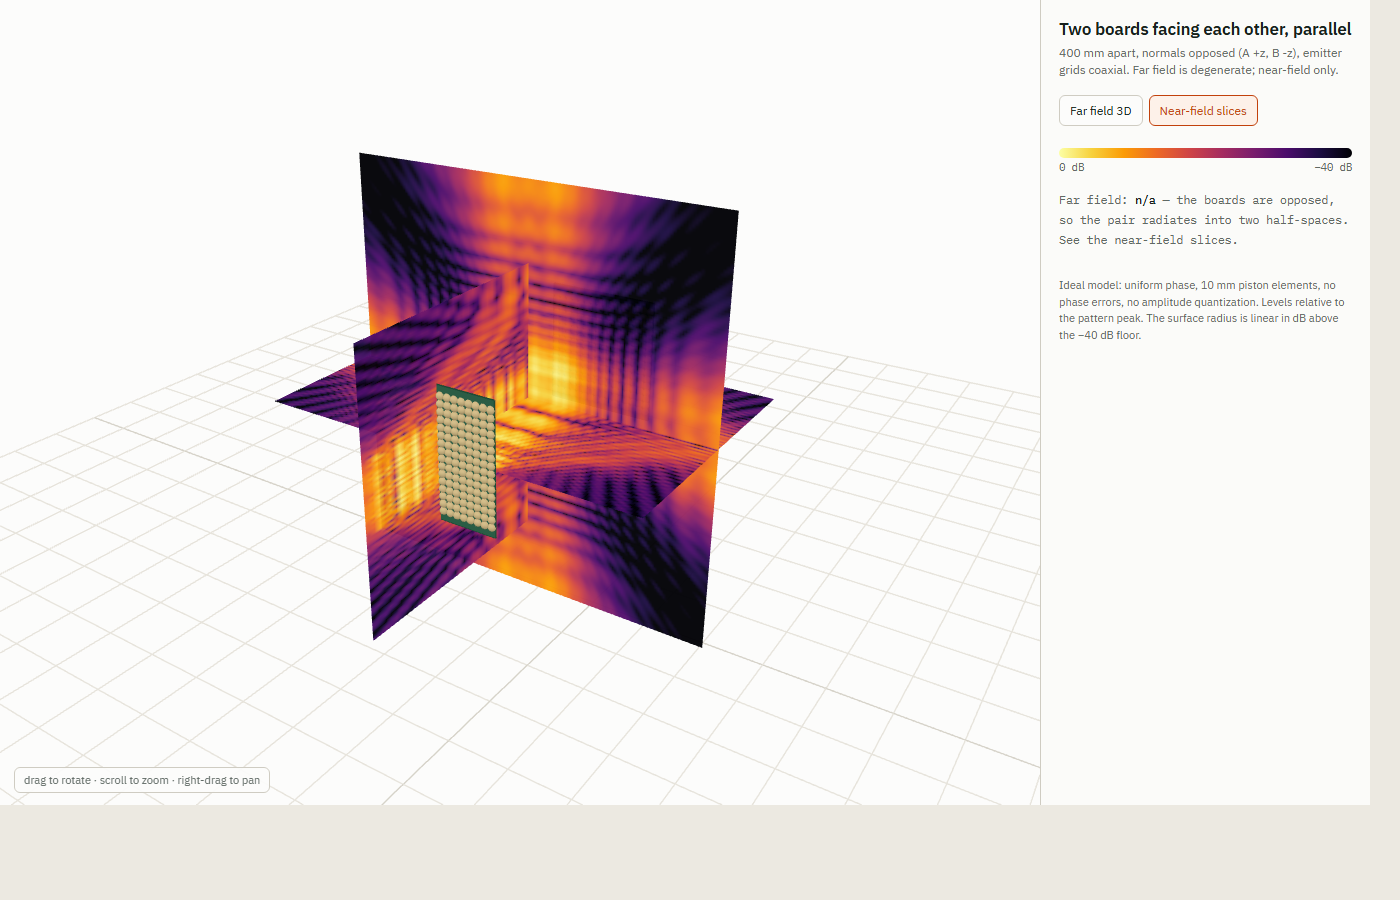 Two boards facing each other, parallel
400 mm apart, normals opposed (A +z, B -z), emitter
grids coaxial. Far field is degenerate; near-field only.
Far field 3D
Near-field slices
0 dB
−40 dB
Far field: n/a — the boards are opposed,
so the pair radiates into two half-spaces.
See the near-field slices.
Ideal model: uniform phase, 10 mm piston elements, no
phase errors, no amplitude quantization. Levels relative to
the pattern peak. The surface radius is linear in dB above
the −40 dB floor.
drag to rotate · scroll to zoom · right-drag to pan